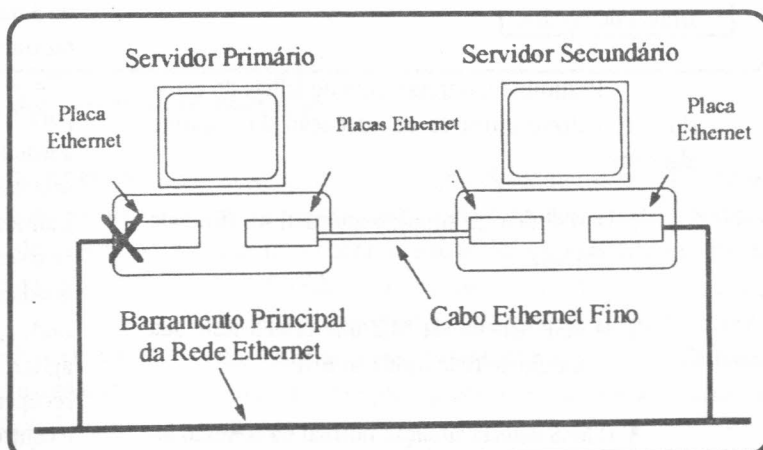 Servidor Primário
Servidor Secundário
Placa
Ethernet
Placas Ethernet
Placa
Ethernet
Barramento Principal
da Rede Ethernet
Cabo Ethernet Fino